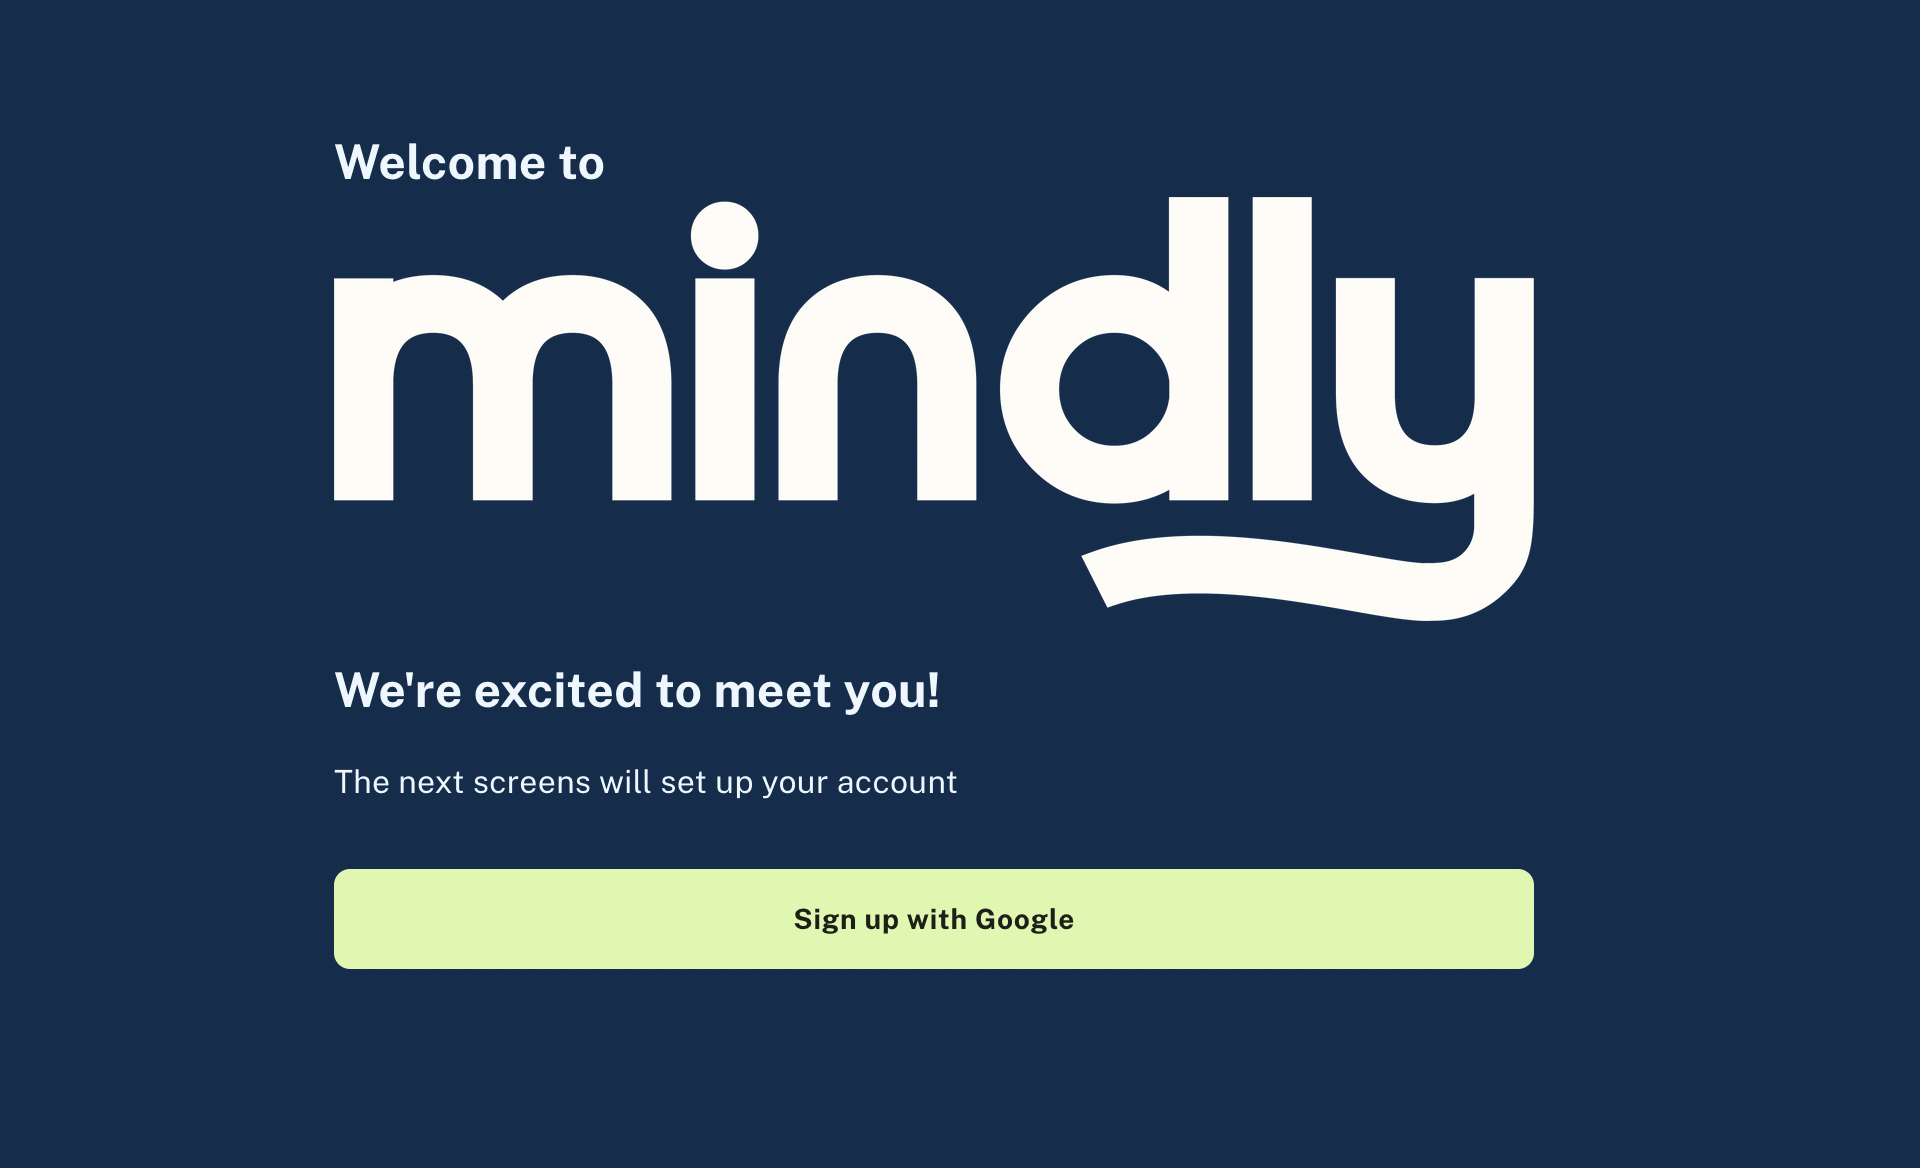 Welcome to
mindly
We're excited to meet you!
The next screens will set up your account
Sign up with Google